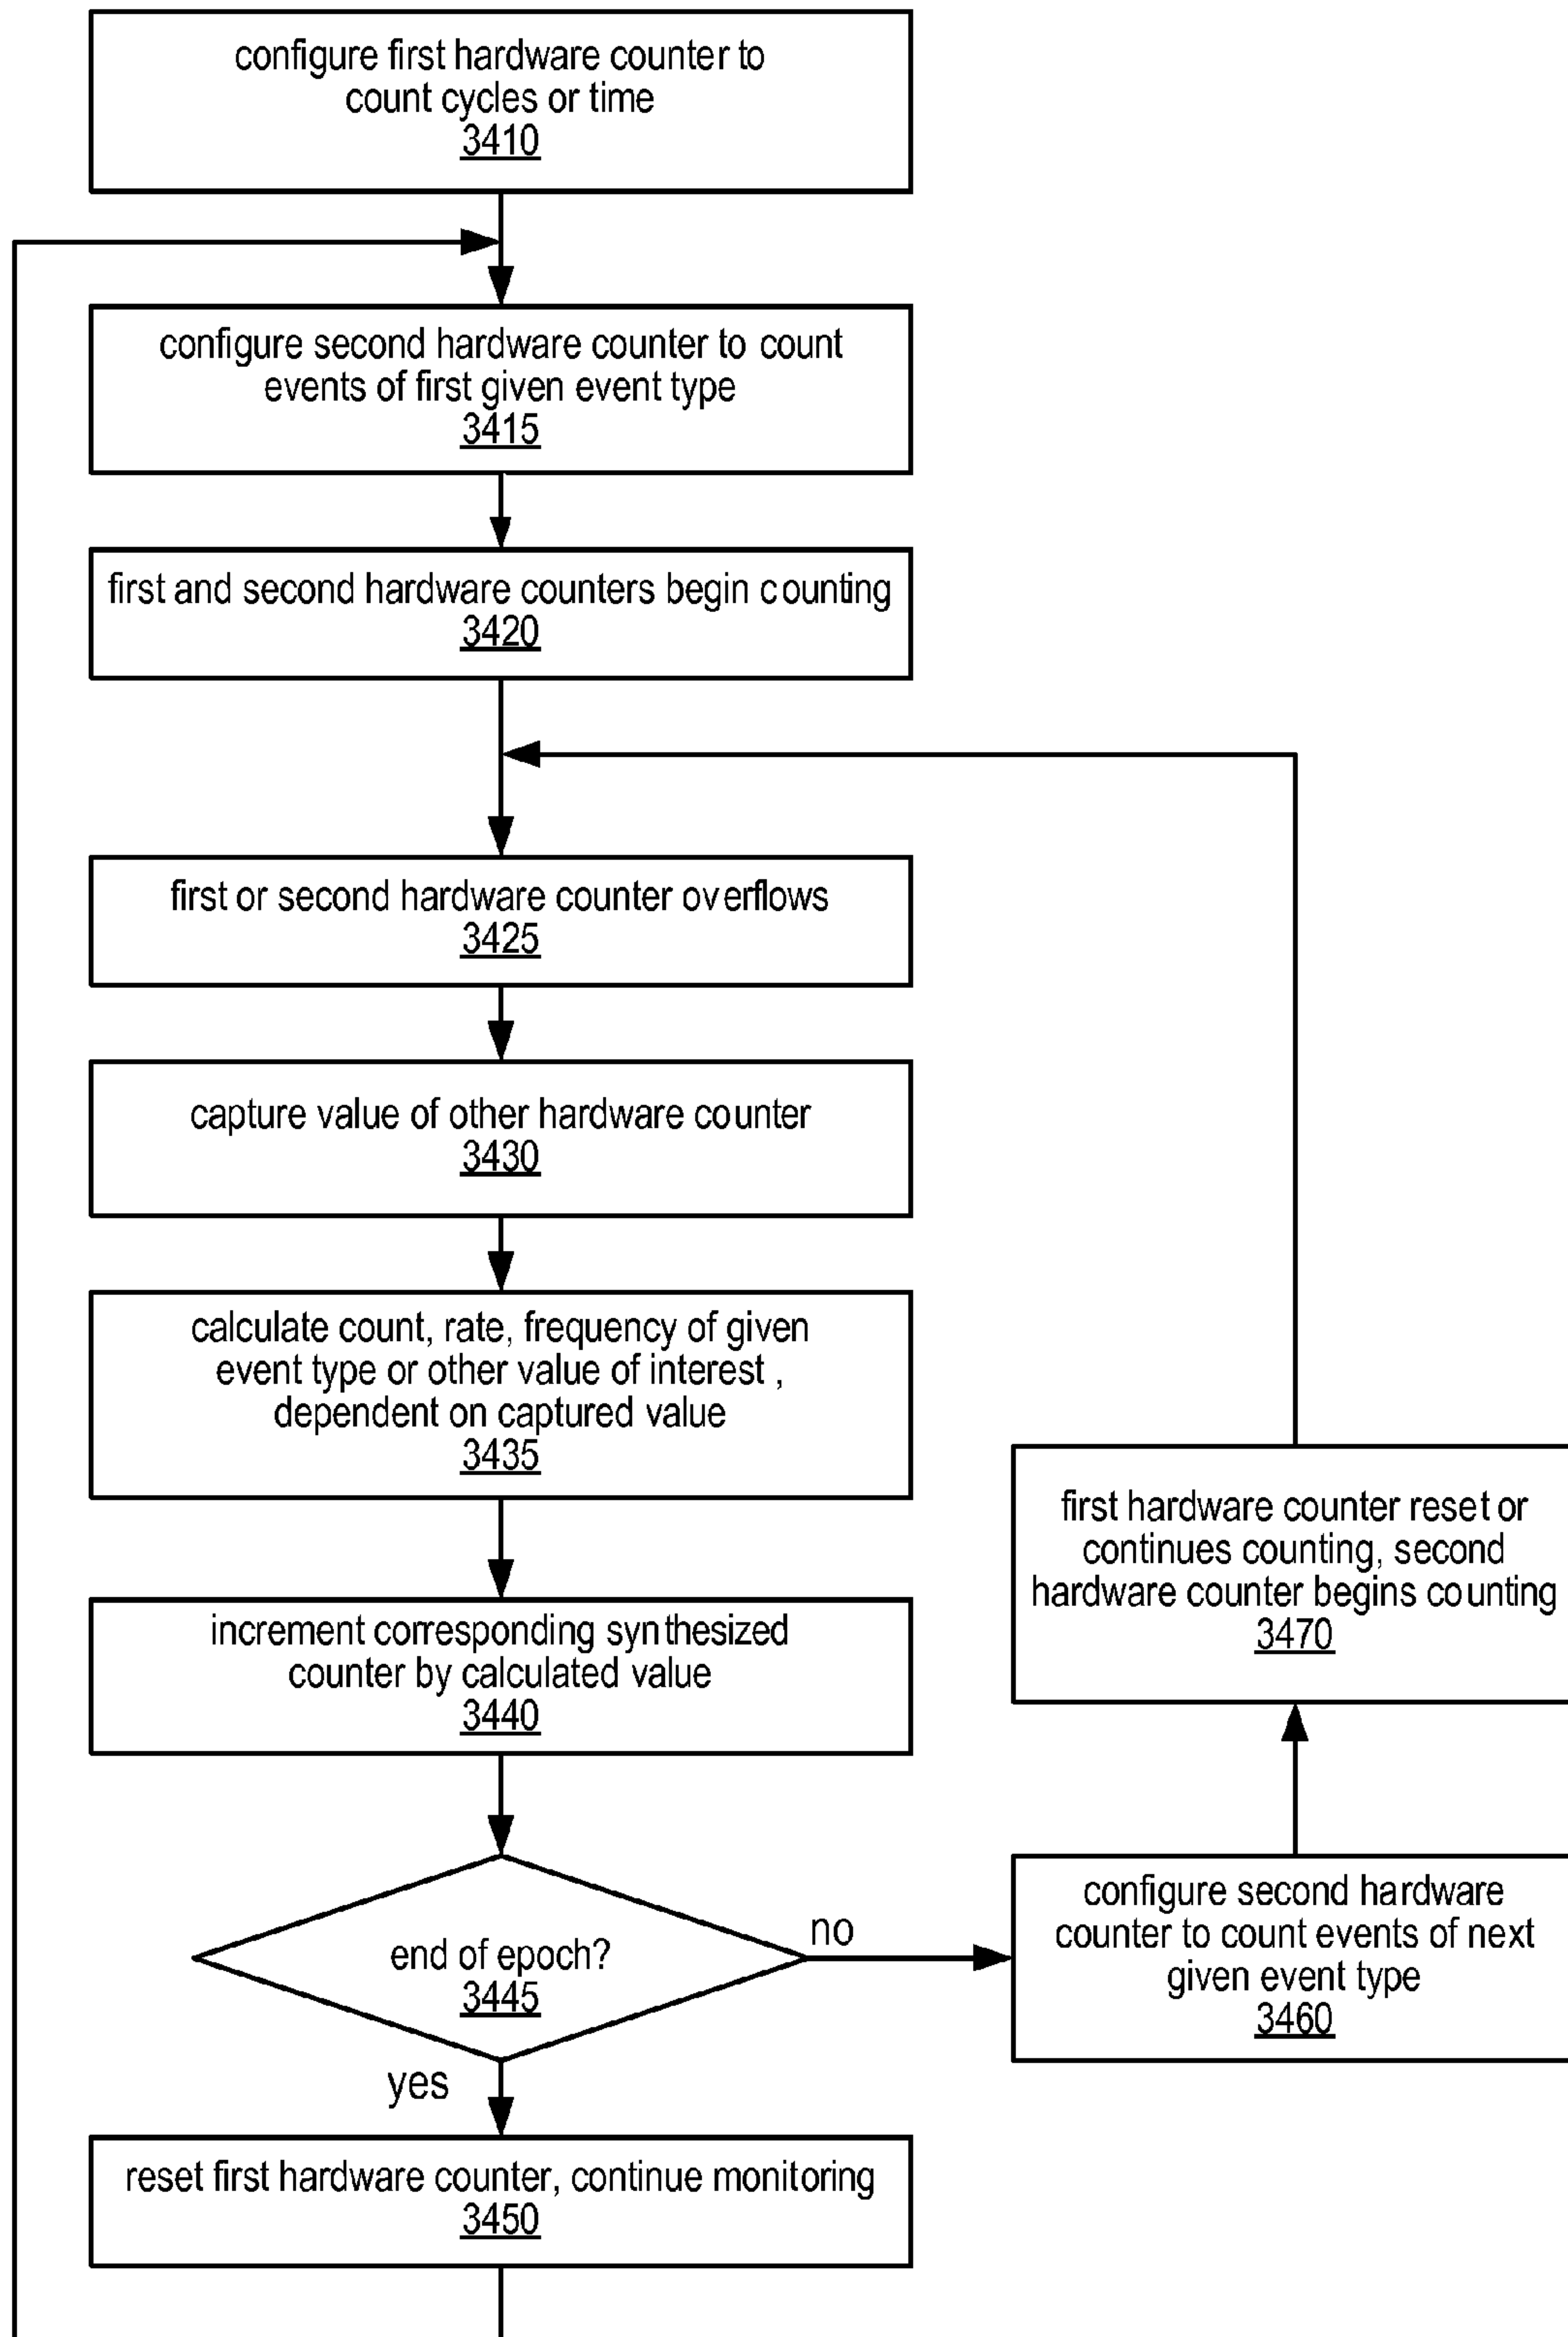 configure first hardware counter to
count cycles or time
3410
configure second hardware counter to count
events of first given event type
3415
first and second hardware counters begin counting
3420
first or second hardware counter overflows
3425
capture value of other hardware counter
3430
calculate count, rate, frequency of given
event type or other value of interest ,
dependent on captured value
3435
increment corresponding synthesized
counter by calculated value
3440
end of epoch?
3445
no
yes
reset first hardware counter, continue monitoring
3450
configure second hardware
counter to count events of next
given event type
3460
first hardware counter reset or
continues counting, second
hardware counter begins counting
3470